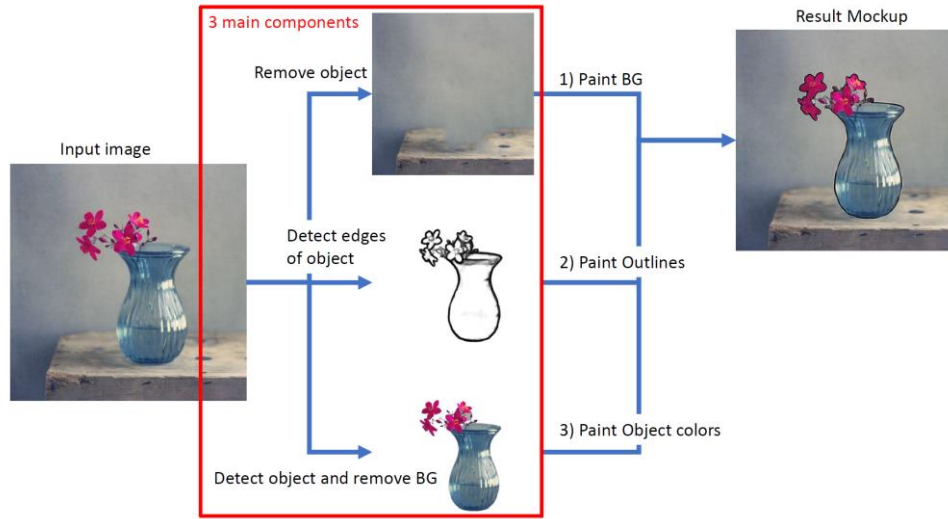 3 main components
Result Mockup
Remove object
1) Paint BG
Input image
Detect edges
of object
2) Paint Outlines
3) Paint Object colors
Detect object and remove BG